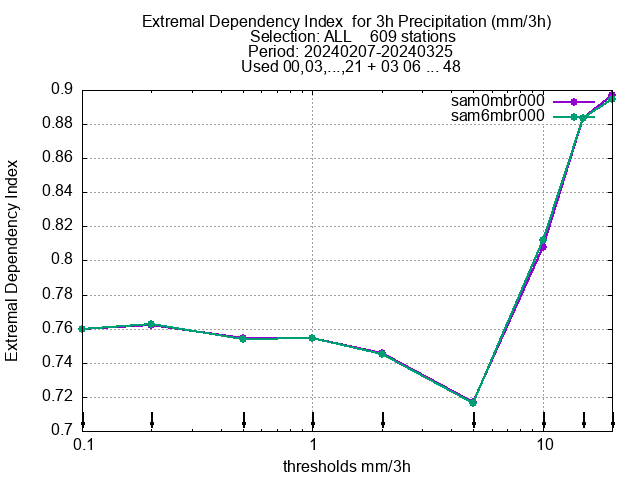 Extremal Dependency Index  for 3h Precipitation (mm/3h)
Selection: ALL    609 stations
Period: 20240207-20240325
Used 00,03,...,21 + 03 06 ... 48
sam0mbr000
sam6mbr000
0.9
0.88
0.86
0.84
0.82
0.8
0.78
0.76
0.74
0.72
0.7
Extremal Dependency Index
0.1 1 10
thresholds mm/3h